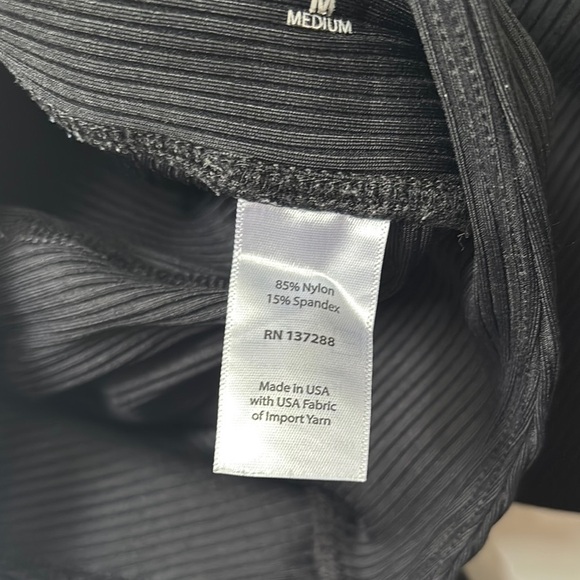 M
MEDIUM
85% Nylon
15% Spandex
RN 137288
Made in USA
with USA Fabric
of Import Yarn